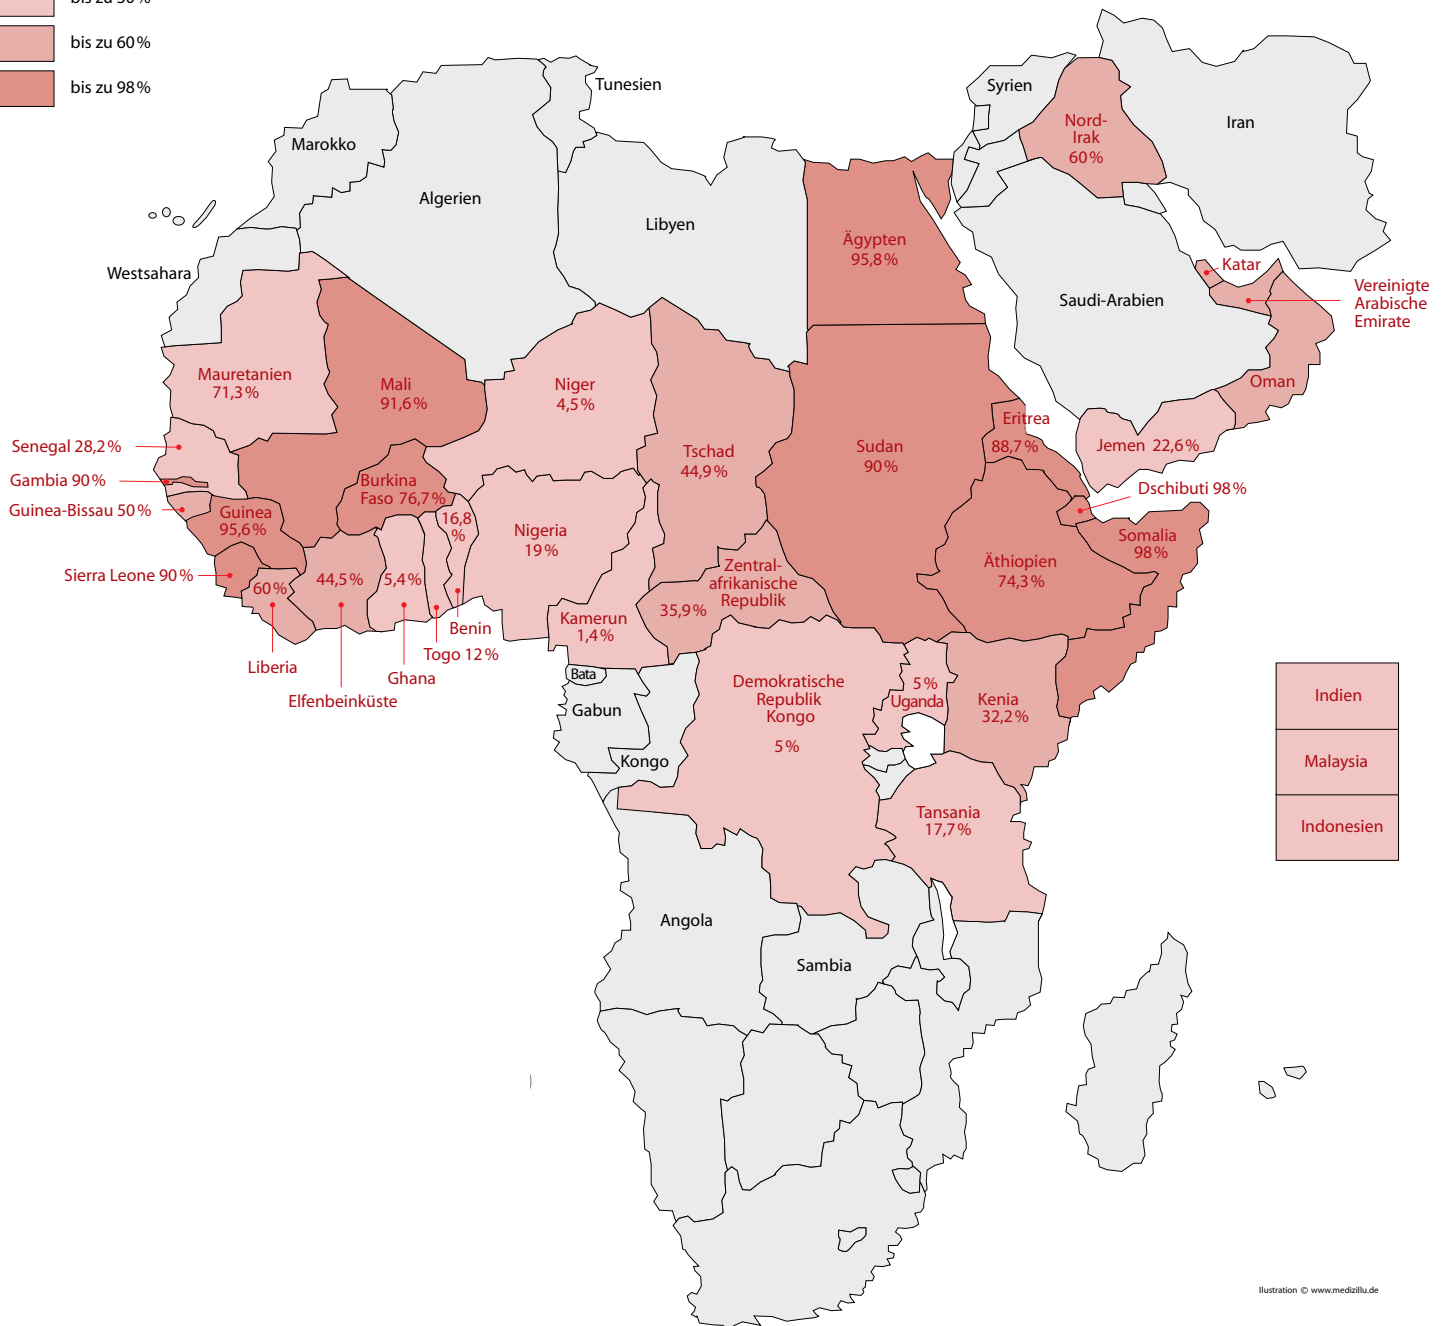 bis zu 60 %
bis zu 98 %
Tunesien
Syrien
Marokko
Nord-
Irak
60 %
Iran
Algerien
Libyen
Ägypten
95,8 %
Westsahara
Katar
Saudi-Arabien
Vereinigte
Arabische
Emirate
Mauretanien
71,3 %
Mali
91,6 %
Niger
4,5 %
Oman
Eritrea
88,7 %
Senegal 28,2 %
Tschad
44,9 %
Sudan
90 %
Jemen 22,6 %
Gambia 90 %
Burkina
Faso 76,7 %
Dschibuti 98 %
Guinea-Bissau 50 %
Guinea
95,6 %
16,8
%
Nigeria
19 %
Somalia
98 %
Äthiopien
74,3 %
Sierra Leone 90 %
60 %
44,5 %
5,4 %
Zentral-
afrikanische
Republik
35,9 %
Kamerun
1,4 %
Benin
Togo 12 %
Liberia
Ghana
Elfenbeinküste
Bata
Gabun
Kongo
Demokratische
Republik
Kongo
5 %
5 %
Uganda
Kenia
32,2 %
Indien
Malaysia
Indonesien
Tansania
17,7 %
Angola
Sambia
Illustration © www.medizillu.de